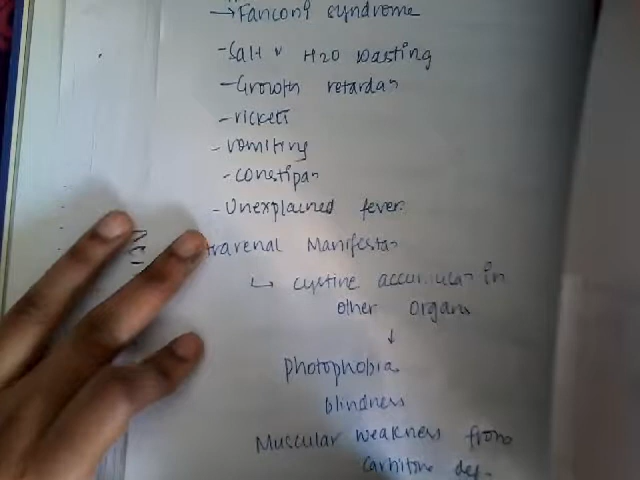 → Fanconi syndrome
- Salt & H2O wasting
- Growth retardan
- rickets
- vomiting
- constipan
- Unexplained fever.
trarenal Manifestan
↳ cystine accumulan in
other organs
↓
photophobia
blindness
Muscular weakness from
carnitine def-